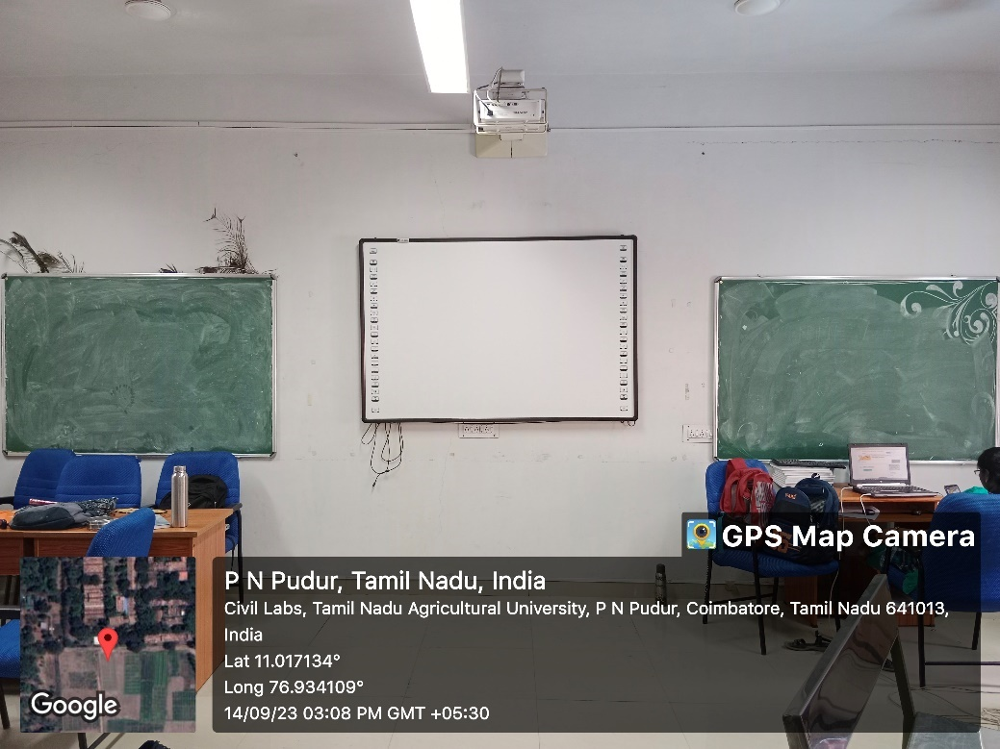 GPS Map Camera
P N Pudur, Tamil Nadu, India
Civil Labs, Tamil Nadu Agricultural University, P N Pudur, Coimbatore, Tamil Nadu 641013,
India
Lat 11.017134°
Long 76.934109°
14/09/23 03:08 PM GMT +05:30
Google